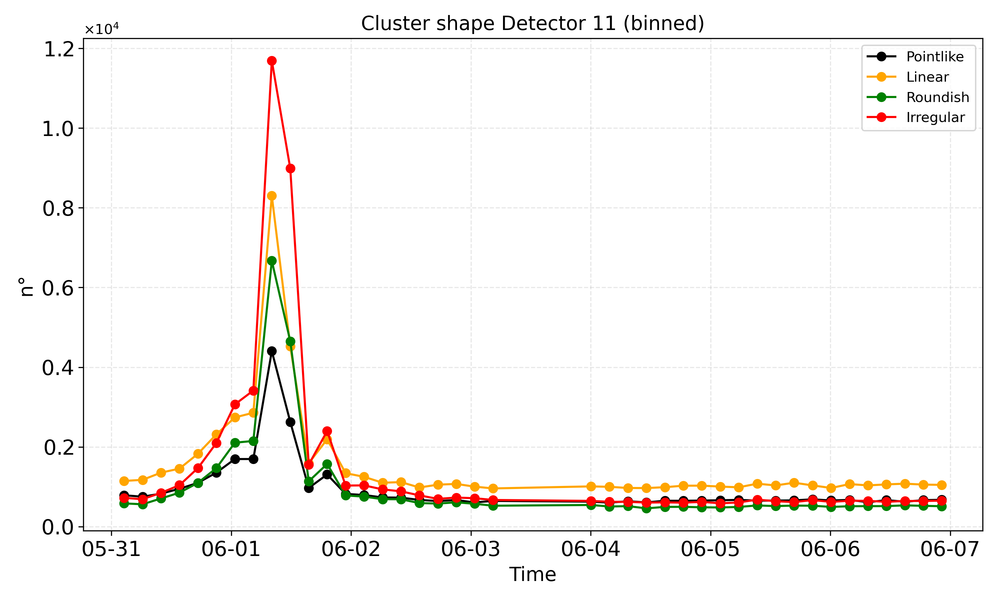 Cluster shape Detector 11 (binned)
×10⁴
1.2
1.0
0.8
0.6
0.4
0.2
0.0
n°
Pointlike
Linear
Roundish
Irregular
05-31 06-01 06-02 06-03 06-04 06-05 06-06 06-07
Time